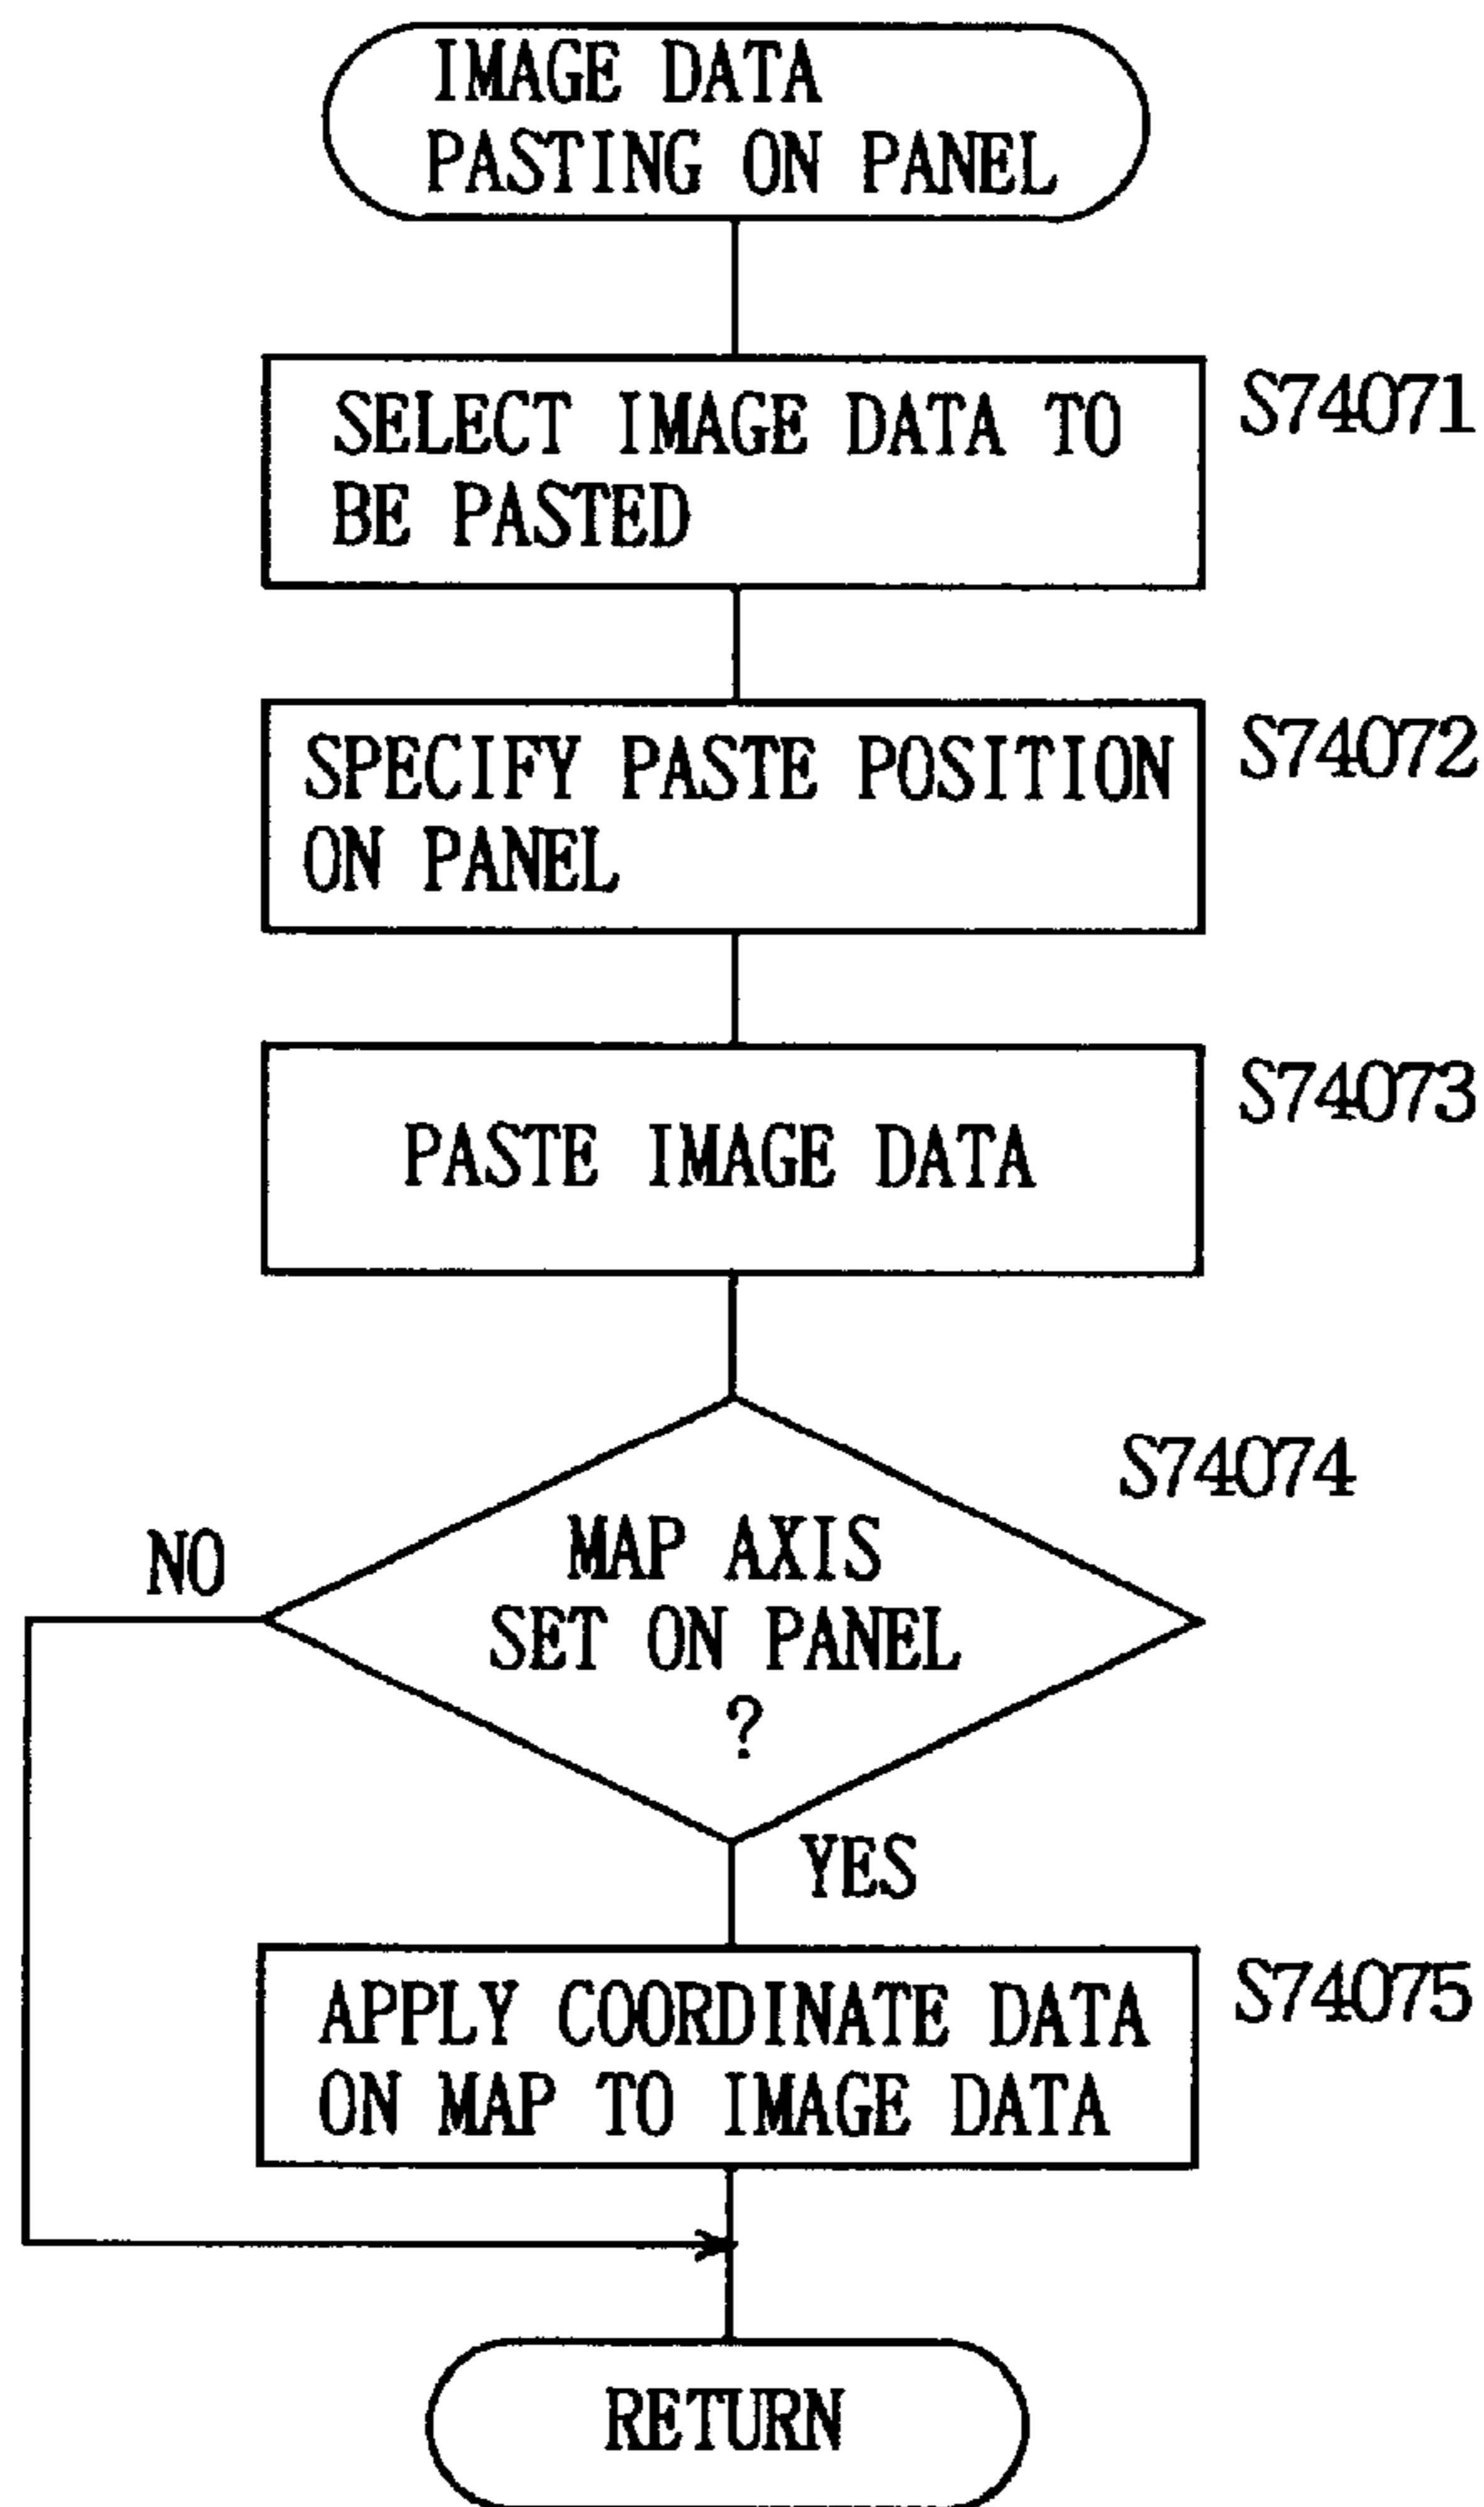 IMAGE DATA
PASTING ON PANEL
SELECT IMAGE DATA TO
BE PASTED
S74071
SPECIFY PASTE POSITION
ON PANEL
S74072
PASTE IMAGE DATA
S74073
S74074
MAP AXIS
SET ON PANEL
?
NO
YES
APPLY COORDINATE DATA
ON MAP TO IMAGE DATA
S74075
RETURN